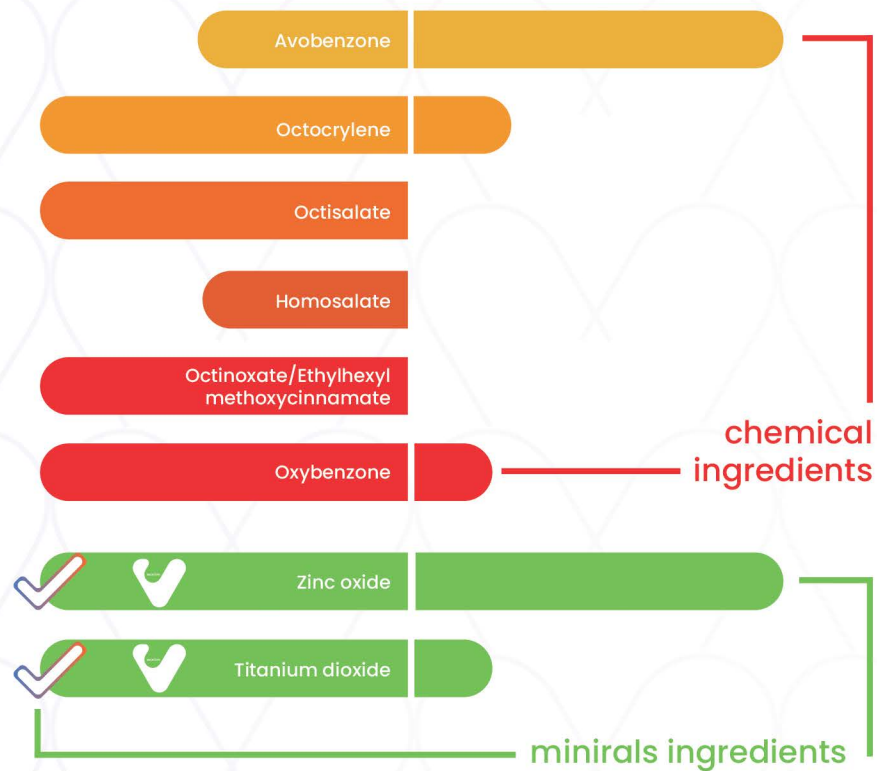 Avobenzone
Octocrylene
Octisalate
Homosalate
Octinoxate/Ethylhexyl
methoxycinnamate
chemical
ingredients
Oxybenzone
Zinc oxide
Titanium dioxide
minirals ingredients